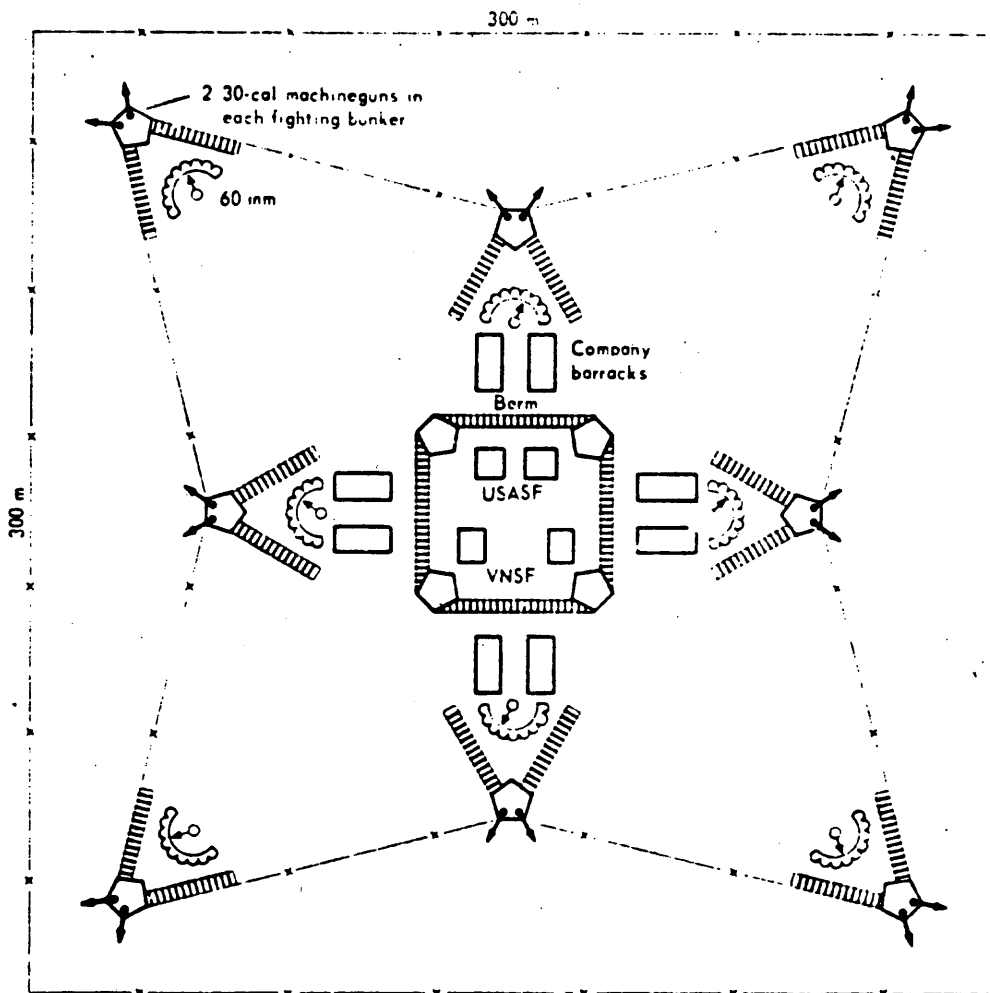 300 m
2 30-cal machineguns in
each fighting bunker
60 mm
Company
barracks
Berm
USASF
300 m
VNSF